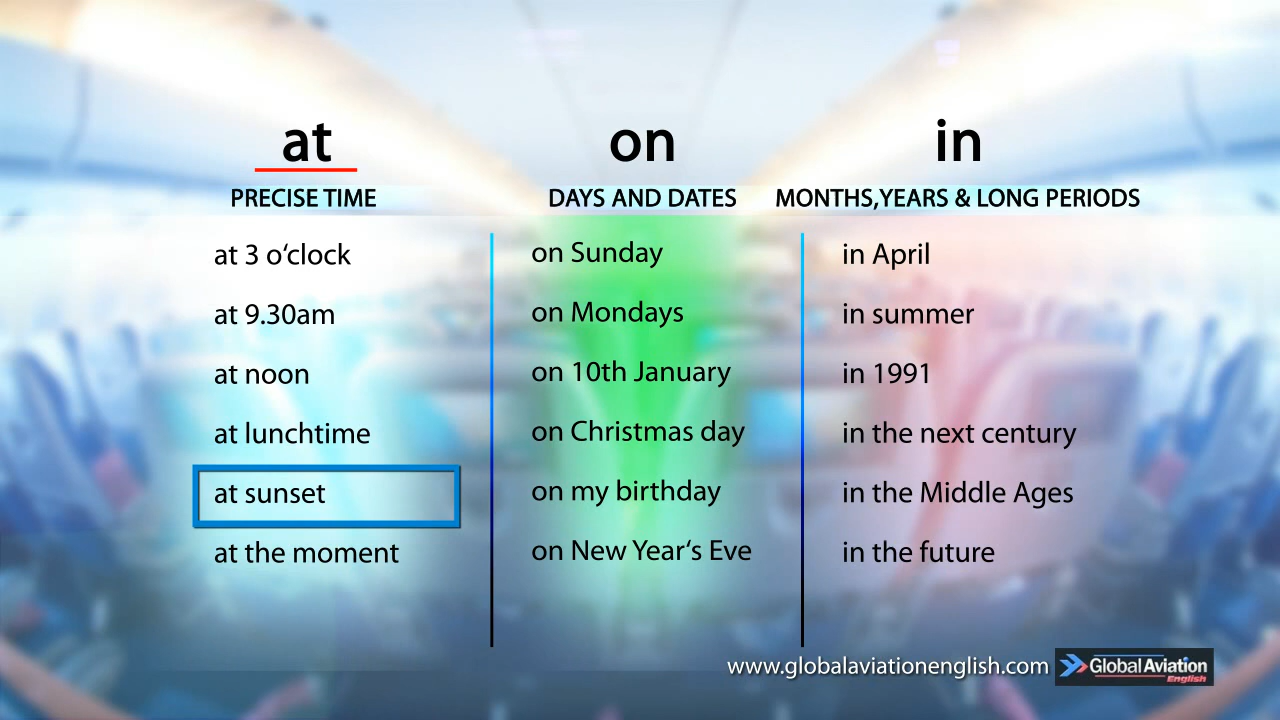 at
on
in
PRECISE TIME
DAYS AND DATES
MONTHS,YEARS & LONG PERIODS
at 3 o‘clock
on Sunday
in April
at 9.30am
on Mondays
in summer
at noon
on 10th January
in 1991
at lunchtime
on Christmas day
in the next century
at sunset
on my birthday
in the Middle Ages
at the moment
on New Year‘s Eve
in the future
www.globalaviationenglish.com
Global Aviation
English